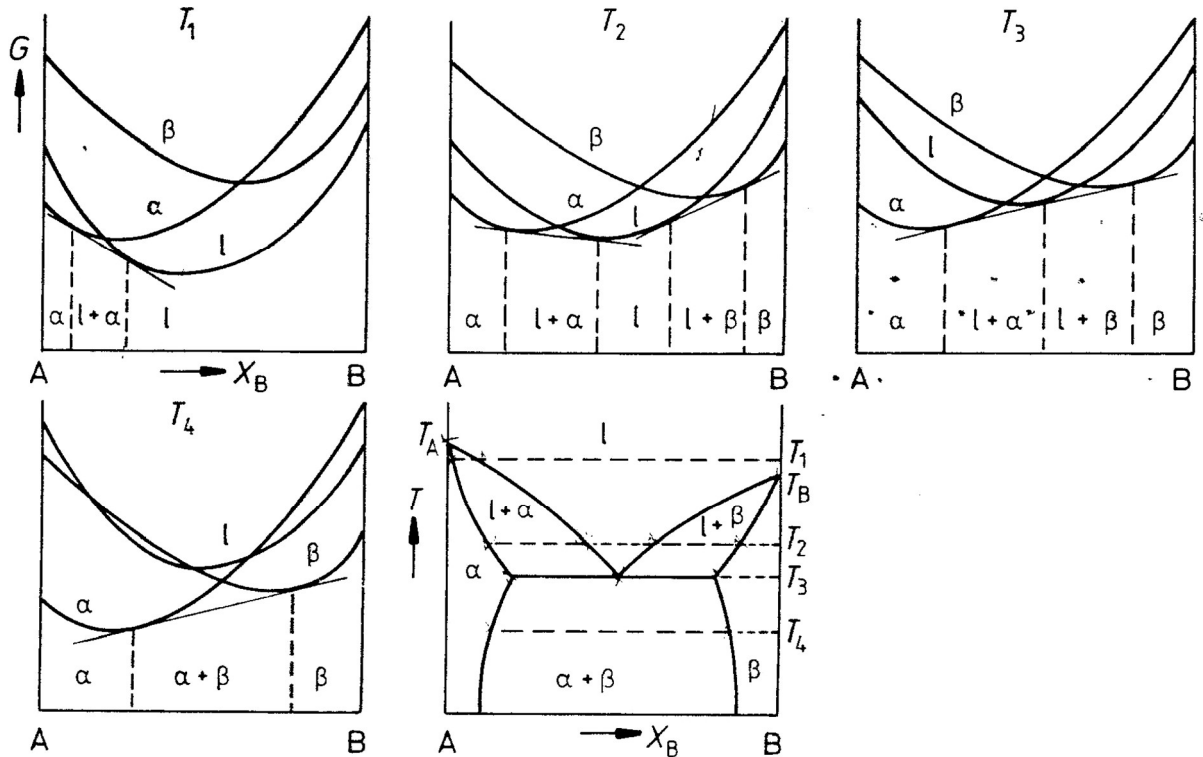 T₁
G
β
α
l
α l + α l
A X_B B
T₂
β
α
l
α l + α l l + β β
A B
T₃
β
l
α
α l + α l + β β
A B
T₄
l
β
α
α α + β β
A B
T_A l T₁
T_B
T l + α l + β
T₂
α T₃
T₄
α + β β
A X_B B